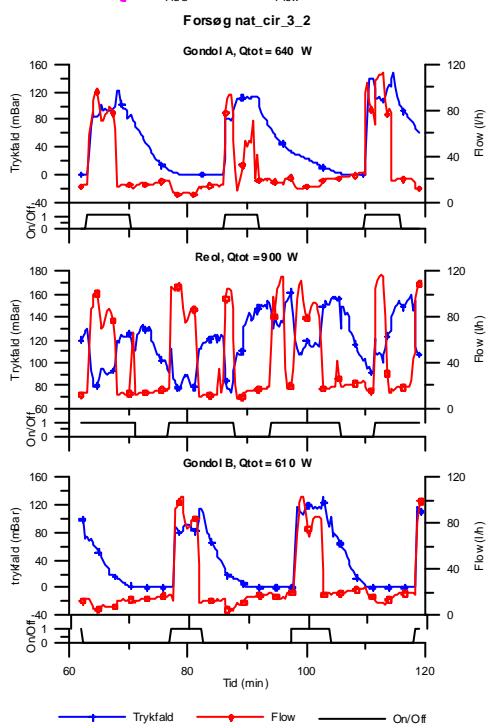 Forsøg nat_cir_3_2
Gondol A, Qtot = 640 W
160
120
80
40
0
-40
Trykfald (mBar)
120
80
40
0
Flow (l/h)
1
0
On/Off
Reol, Qtot =900 W
180
160
140
120
100
80
60
Trykfald (mBar)
120
80
40
0
Flow (l/h)
1
0
On/Off
Gondol B, Qtot = 610 W
160
120
80
40
0
-40
trykfald (mBar)
120
100
80
60
40
20
0
Flow (l/h)
1
0
On/Off
60 80 100 120
Tid (min)
Trykfald Flow On/Off